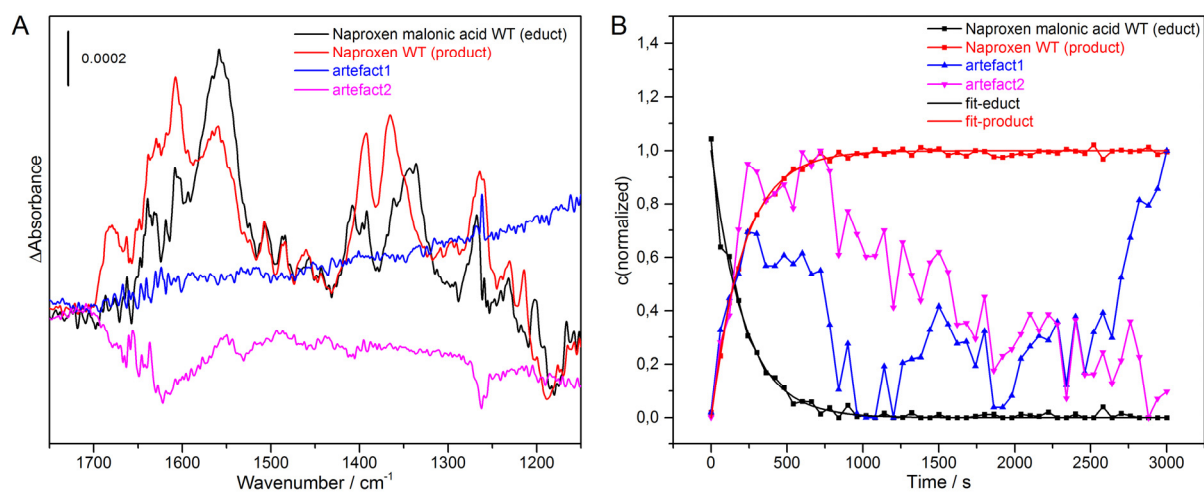 A
0.0002
Naproxen malonic acid WT (educt)
Naproxen WT (product)
artefact1
artefact2
ΔAbsorbance
1700 1600 1500 1400 1300 1200
Wavenumber / cm⁻¹
B
Naproxen malonic acid WT (educt)
Naproxen WT (product)
artefact1
artefact2
fit-educt
fit-product
c(normalized)
1,4
1,2
1,0
0,8
0,6
0,4
0,2
0,0
0 500 1000 1500 2000 2500 3000
Time / s